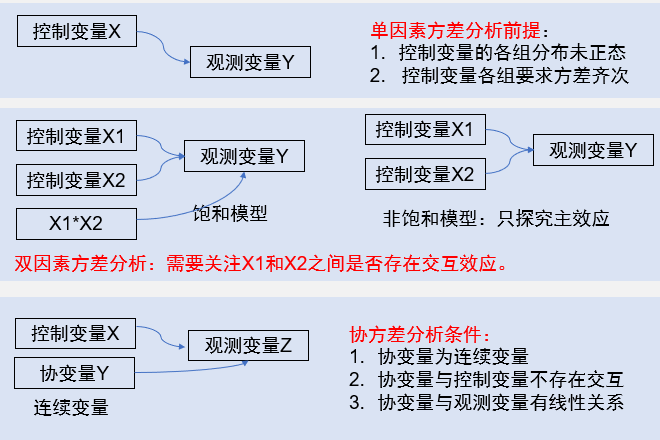 控制变量X
观测变量Y
单因素方差分析前提：
1. 控制变量的各组分布未正态
2. 控制变量各组要求方差齐次
控制变量X1
控制变量X2
X1*X2
观测变量Y
饱和模型
控制变量X1
控制变量X2
观测变量Y
非饱和模型：只探究主效应
双因素方差分析：需要关注X1和X2之间是否存在交互效应。
控制变量X
协变量Y
连续变量
观测变量Z
协方差分析条件：
1. 协变量为连续变量
2. 协变量与控制变量不存在交互
3. 协变量与观测变量有线性关系